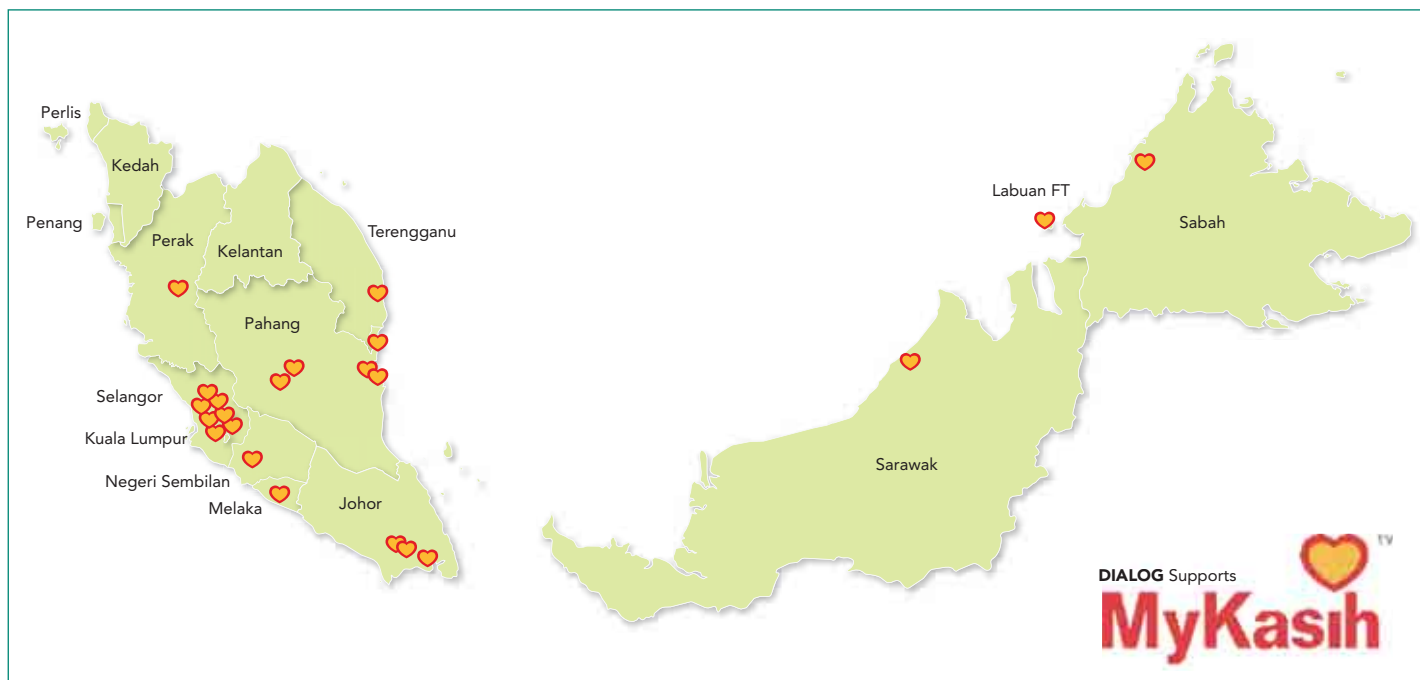 Perlis
Kedah
Penang
Perak
Kelantan
Terengganu
Pahang
Selangor
Kuala Lumpur
Negeri Sembilan
Melaka
Johor
Labuan FT
Sabah
Sarawak
DIALOG Supports
MyKasih